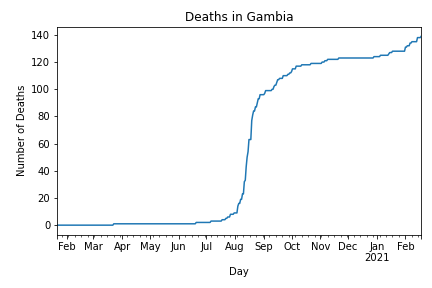 Deaths in Gambia
140
120
100
80
60
40
20
0
Number of Deaths
Feb Mar Apr May Jun Jul Aug Sep Oct Nov Dec Jan Feb
2021
Day